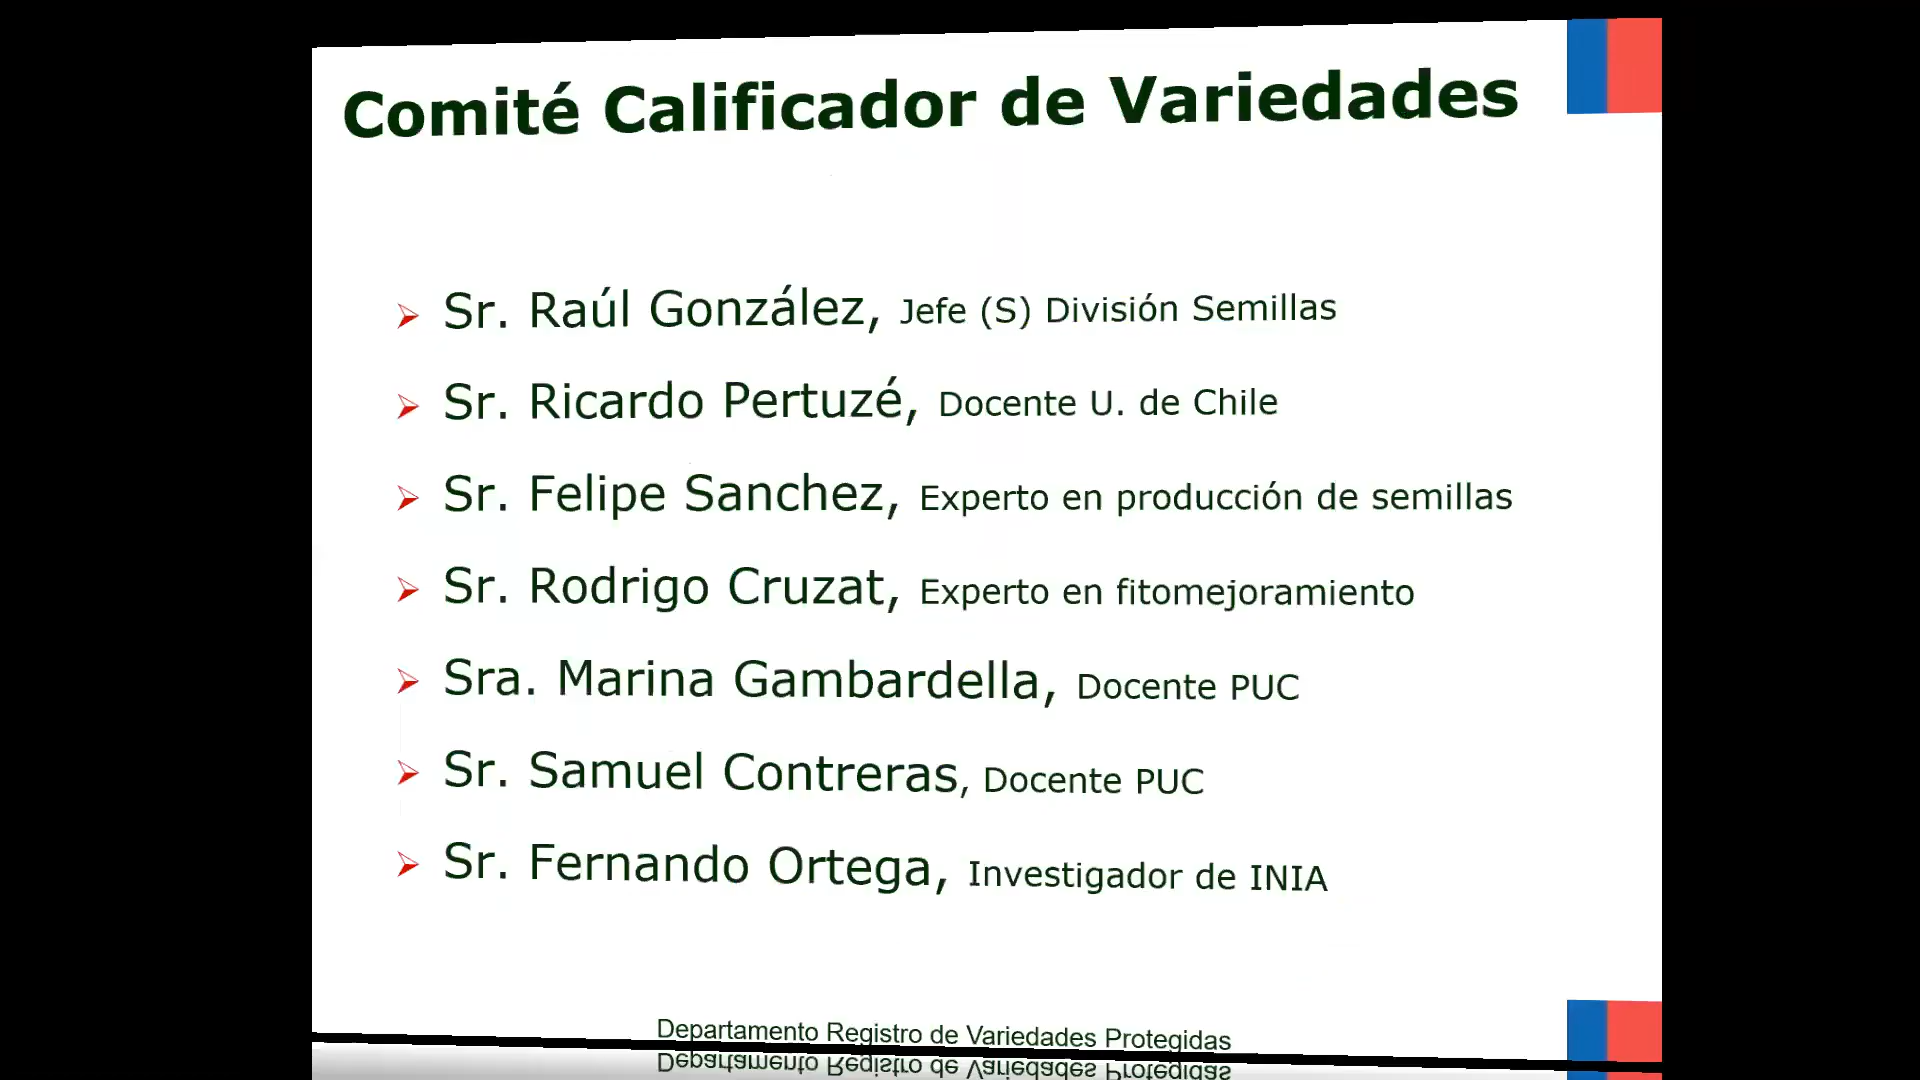 Comité Calificador de Variedades
Sr. Raúl González, Jefe (S) División Semillas
Sr. Ricardo Pertuzé, Docente U. de Chile
Sr. Felipe Sanchez, Experto en producción de semillas
Sr. Rodrigo Cruzat, Experto en fitomejoramiento
Sra. Marina Gambardella, Docente PUC
Sr. Samuel Contreras, Docente PUC
Sr. Fernando Ortega, Investigador de INIA
Departamento Registro de Variedades Protegidas